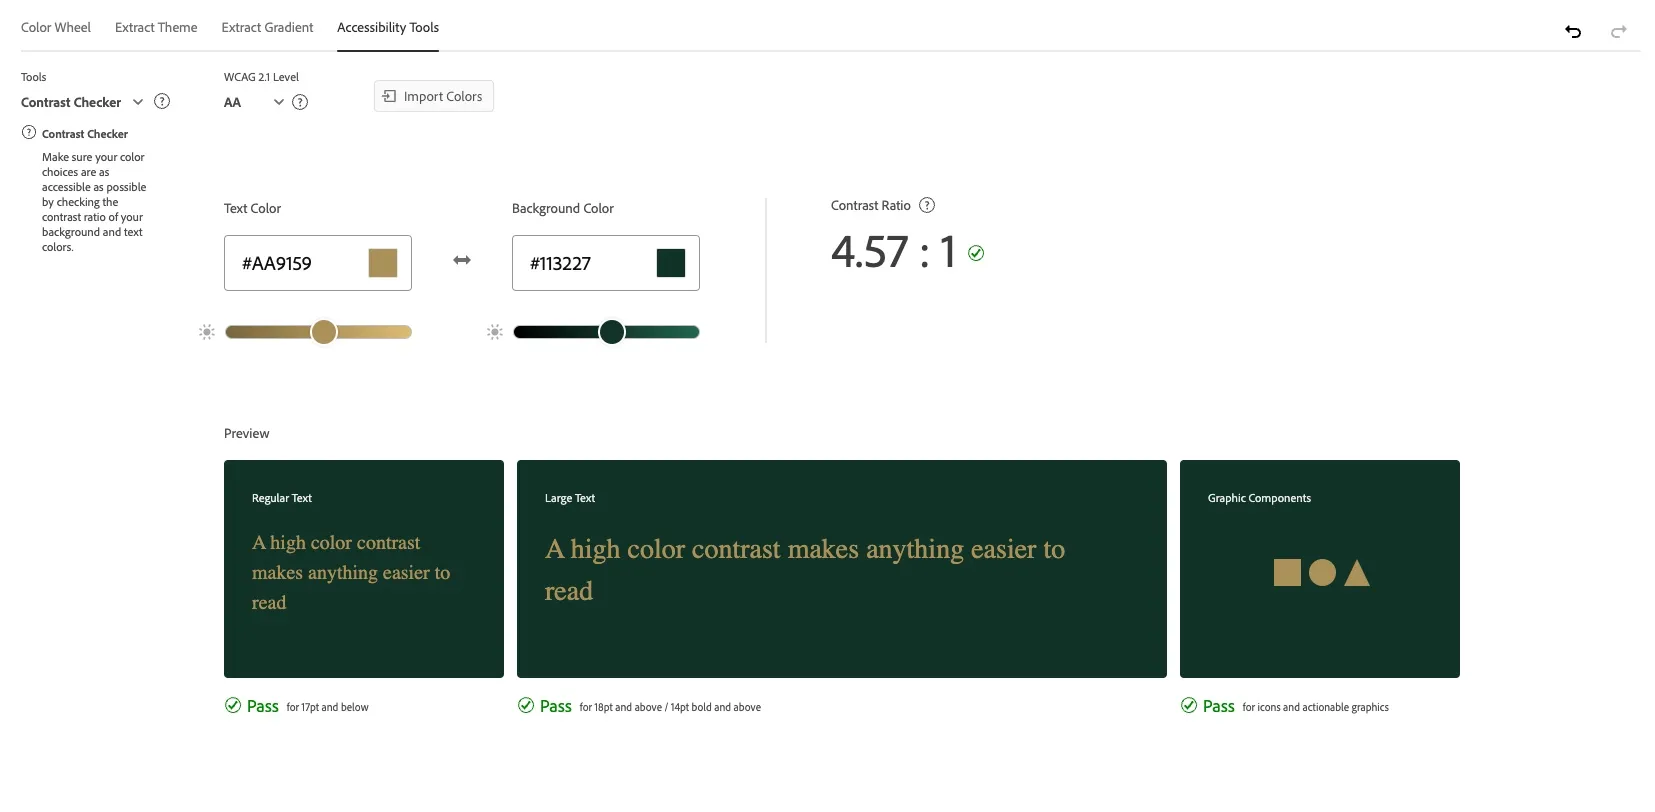 Color Wheel
Extract Theme
Extract Gradient
Accessibility Tools
Tools
Contrast Checker
?
WCAG 2.1 Level
AA
?
Import Colors
? Contrast Checker
Make sure your color
choices are as
accessible as possible
by checking the
contrast ratio of your
background and text
colors.
Text Color
#AA9159
Background Color
#113227
Contrast Ratio ?
4.57 : 1
Preview
Regular Text
A high color contrast
makes anything easier to
read
Large Text
A high color contrast makes anything easier to
read
Graphic Components
Pass for 17pt and below
Pass for 18pt and above / 14pt bold and above
Pass for icons and actionable graphics